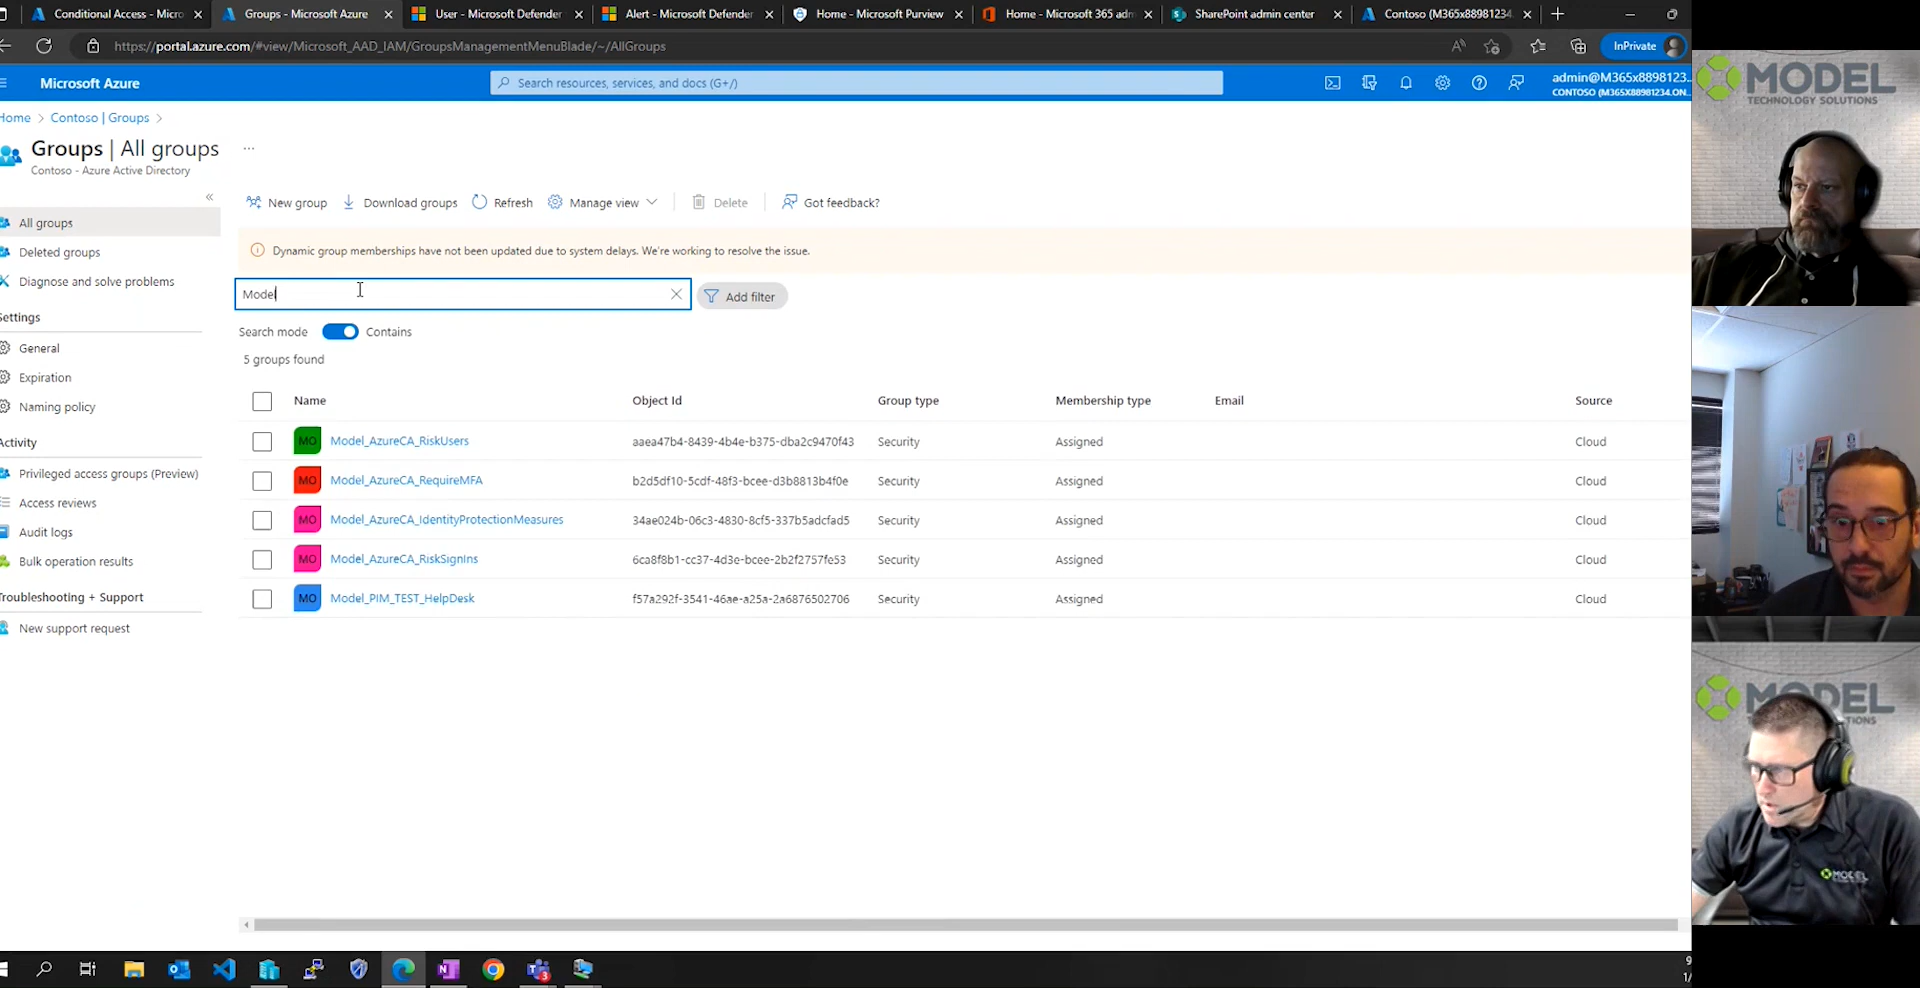 Conditional Access - Micro
Groups - Microsoft Azure
User - Microsoft Defender
Alert - Microsoft Defender
Home - Microsoft Purview
Home - Microsoft 365 adm
SharePoint admin center
Contoso (M365x88981234.
https://portal.azure.com/#view/Microsoft_AAD_IAM/GroupsManagementMenuBlade/~/AllGroups
InPrivate
Microsoft Azure
Search resources, services, and docs (G+/)
admin@M365x8898123...
CONTOSO (M365X88981234.ON...
Home > Contoso | Groups >
Groups | All groups
...
Contoso - Azure Active Directory
«
All groups
Deleted groups
Diagnose and solve problems
Settings
General
Expiration
Naming policy
Activity
Privileged access groups (Preview)
Access reviews
Audit logs
Bulk operation results
Troubleshooting + Support
New support request
New group
Download groups
Refresh
Manage view
Delete
Got feedback?
Dynamic group memberships have not been updated due to system delays. We're working to resolve the issue.
Model
Add filter
Search mode
Contains
5 groups found
Name Object Id Group type Membership type Email Source
MO Model_AzureCA_RiskUsers aaea47b4-8439-4b4e-b375-dba2c9470f43 Security Assigned Cloud
MO Model_AzureCA_RequireMFA b2d5df10-5cdf-48f3-bcee-d3b8813b4f0e Security Assigned Cloud
MO Model_AzureCA_IdentityProtectionMeasures 34ae024b-06c3-4830-8cf5-337b5adcfad5 Security Assigned Cloud
MO Model_AzureCA_RiskSignIns 6ca8f8b1-cc37-4d3e-bcee-2b2f2757fe53 Security Assigned Cloud
MO Model_PIM_TEST_HelpDesk f57a292f-3541-46ae-a25a-2a6876502706 Security Assigned Cloud
MODEL
TECHNOLOGY SOLUTIONS
MODEL
UTIONS
MODEL
9
1/